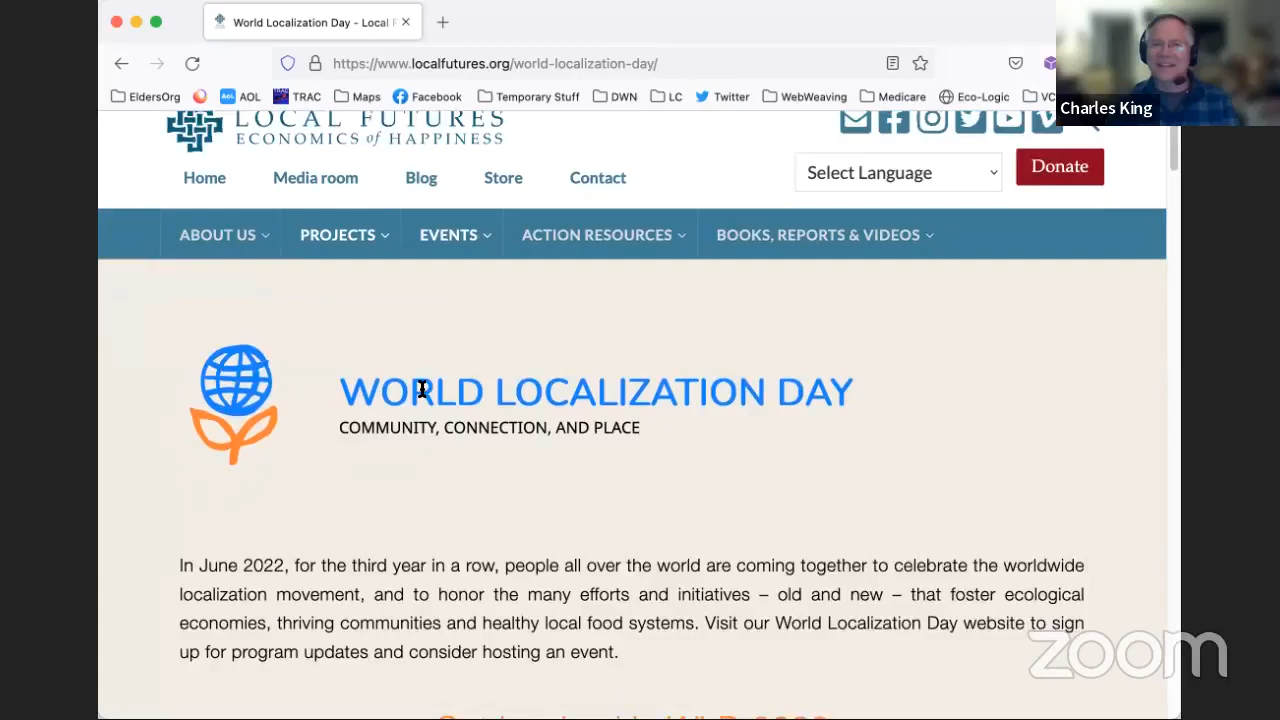 World Localization Day - Local F
https://www.localfutures.org/world-localization-day/
EldersOrg AOL TRAC Maps Facebook Temporary Stuff DWN LC Twitter WebWeaving Medicare Eco-Logic VC
Charles King
LOCAL FUTURES
ECONOMICS of HAPPINESS
Home Media room Blog Store Contact
Select Language
Donate
ABOUT US PROJECTS EVENTS ACTION RESOURCES BOOKS, REPORTS & VIDEOS
WORLD LOCALIZATION DAY
COMMUNITY, CONNECTION, AND PLACE
In June 2022, for the third year in a row, people all over the world are coming together to celebrate the worldwide
localization movement, and to honor the many efforts and initiatives – old and new – that foster ecological
economies, thriving communities and healthy local food systems. Visit our World Localization Day website to sign
up for program updates and consider hosting an event.
zoom